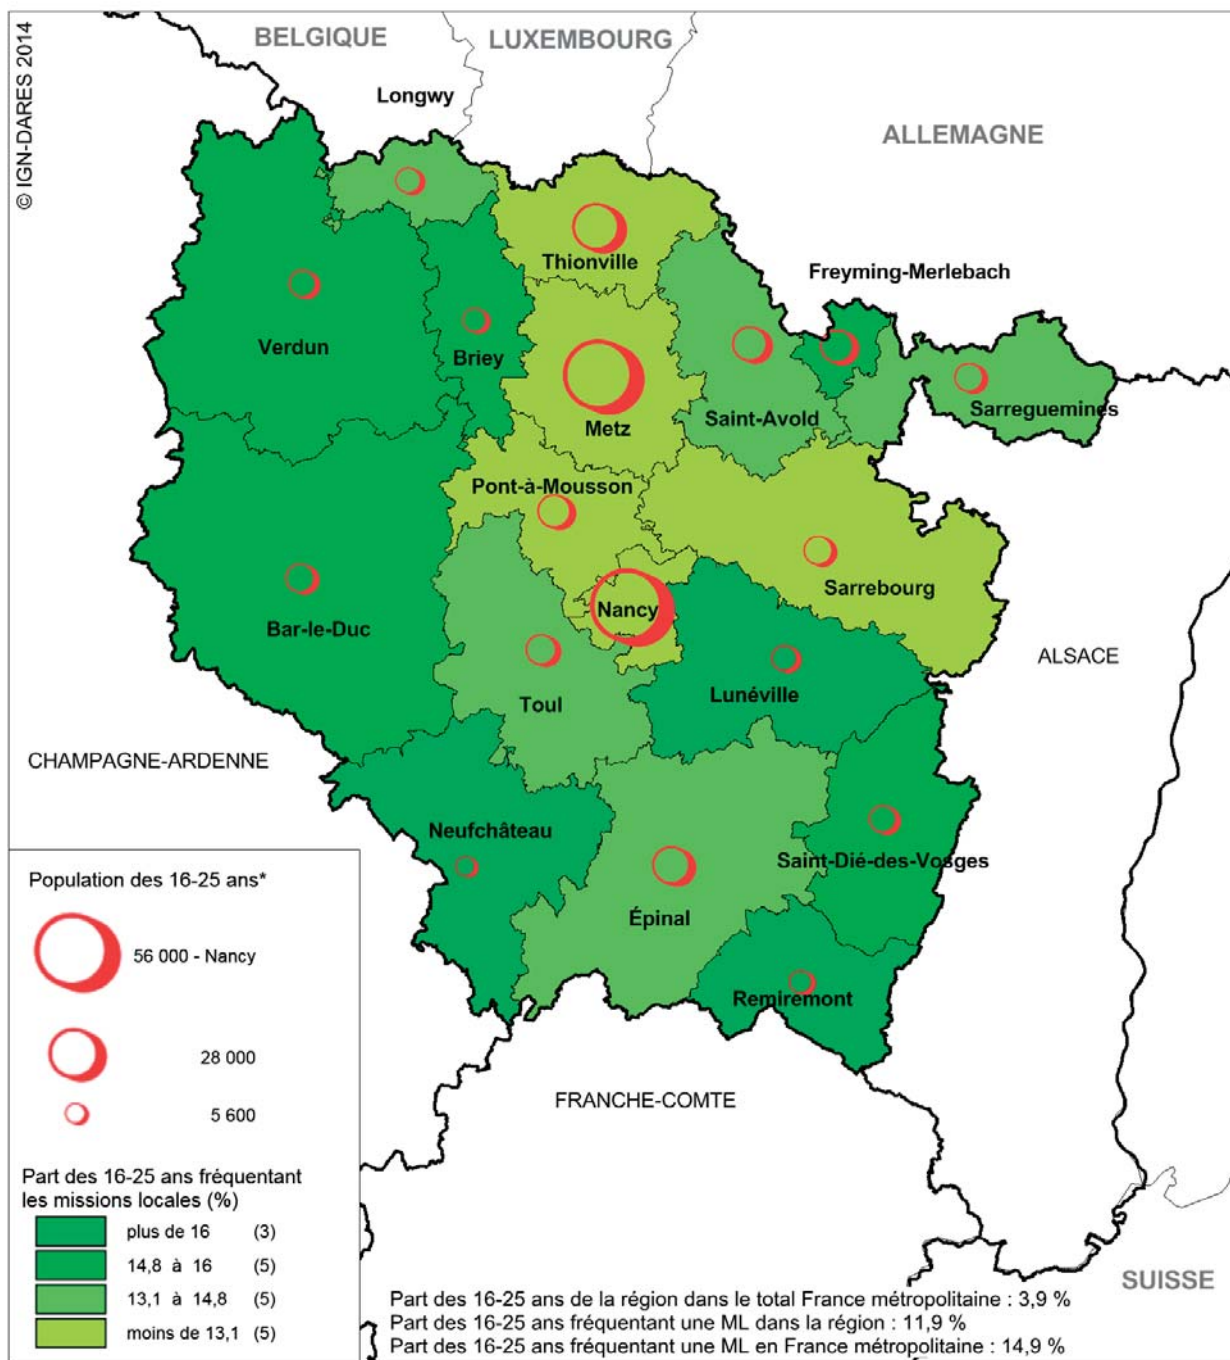 © IGN-DARES 2014
BELGIQUE
LUXEMBOURG
Longwy
ALLEMAGNE
Thionville
Freyming-Merlebach
Verdun
Briey
Metz
Saint-Avold
Sarreguemines
Pont-à-Mousson
Sarrebourg
Nancy
Bar-le-Duc
Toul
Lunéville
ALSACE
CHAMPAGNE-ARDENNE
Neufchâteau
Saint-Dié-des-Vosges
Épinal
Remiremont
FRANCHE-COMTE
SUISSE
Population des 16-25 ans*
56 000 - Nancy
28 000
5 600
Part des 16-25 ans fréquentant
les missions locales (%)
plus de 16 (3)
14,8 à 16 (5)
13,1 à 14,8 (5)
moins de 13,1 (5)
Part des 16-25 ans de la région dans le total France métropolitaine : 3,9 %
Part des 16-25 ans fréquentant une ML dans la région : 11,9 %
Part des 16-25 ans fréquentant une ML en France métropolitaine : 14,9 %